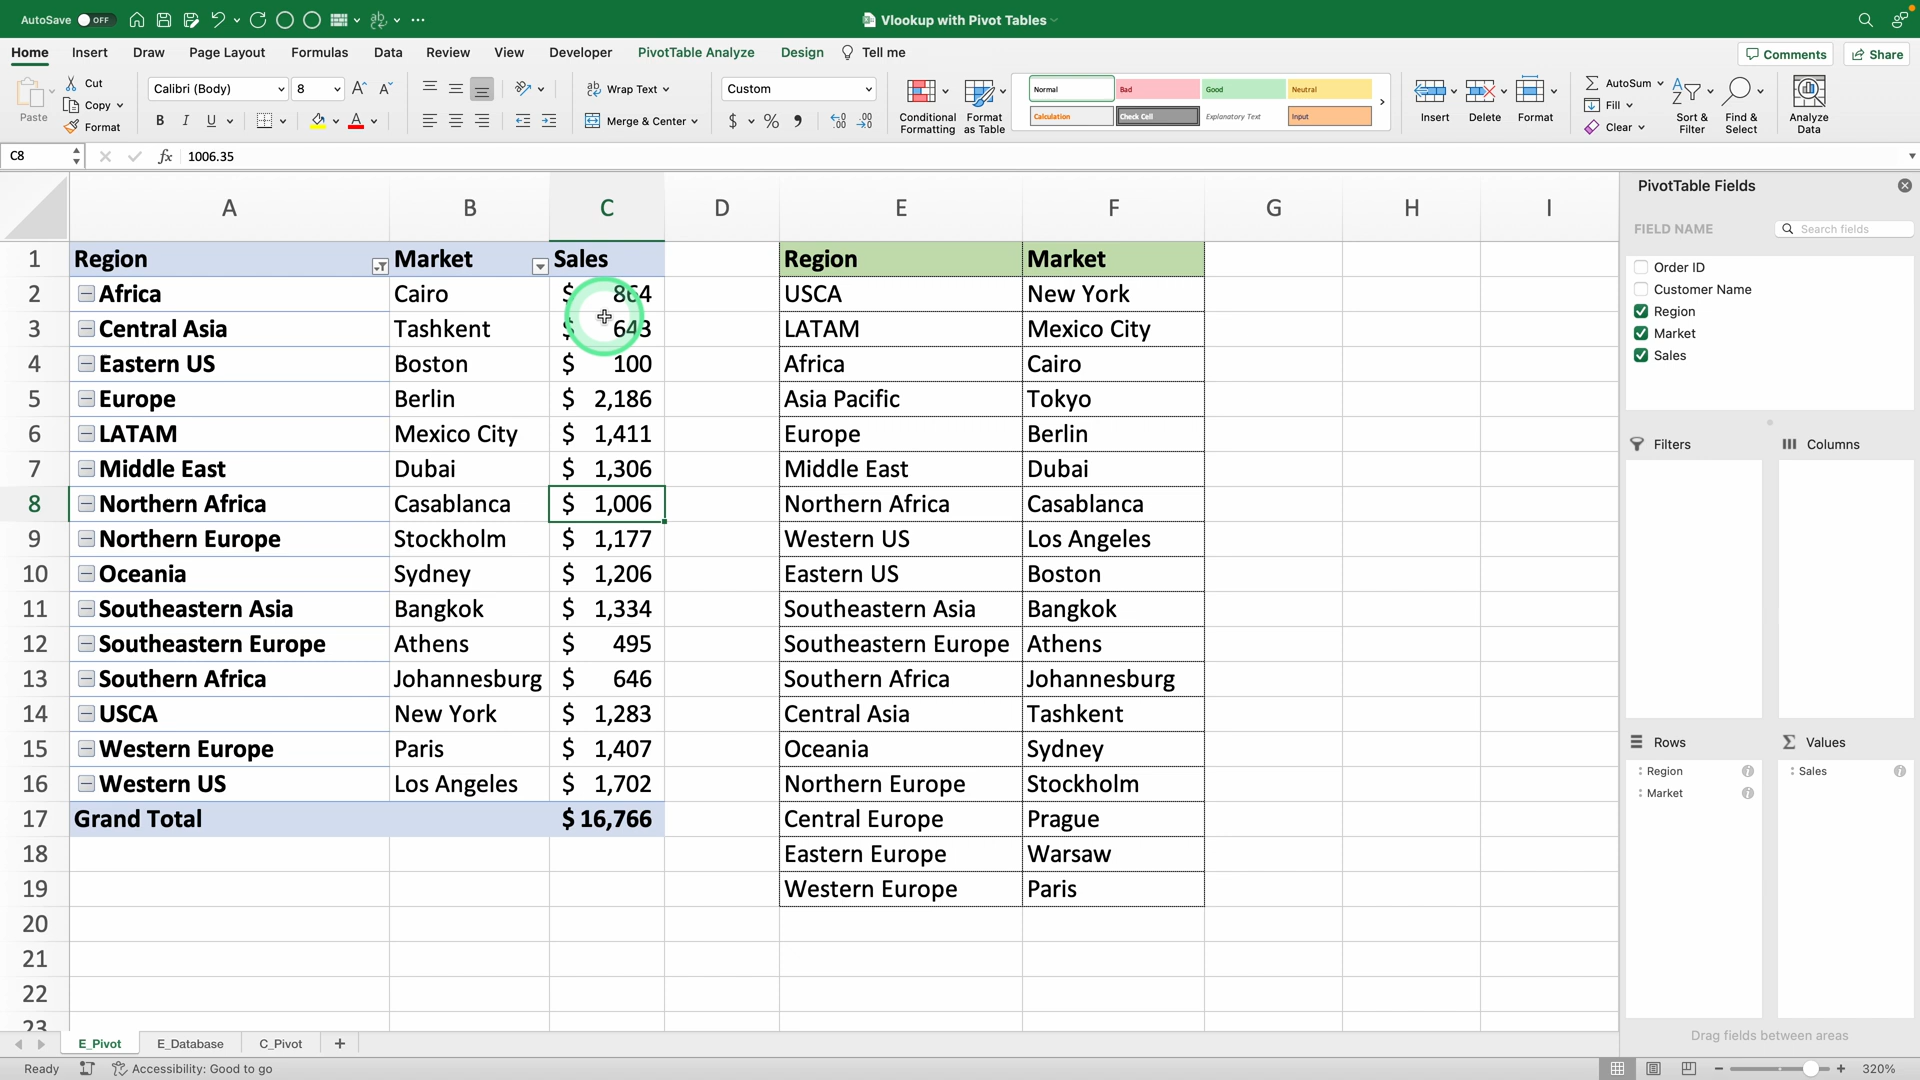 AutoSave OFF Vlookup with Pivot Tables
Home Insert Draw Page Layout Formulas Data Review View Developer PivotTable Analyze Design Tell me Comments Share
Paste Cut Copy Format
Calibri (Body) 8
B I U
Wrap Text
Merge & Center
Custom
$ % 9
Conditional Formatting
Format as Table
Normal Bad Good Neutral
Calculation Check Cell Explanatory Text Input
Insert Delete Format
AutoSum
Fill
Clear
Sort & Filter
Find & Select
Analyze Data
C8 fx 1006.35
A B C D E F G H I
1 Region Market Sales Region Market
2 Africa Cairo $ 864 USCA New York
3 Central Asia Tashkent $ 643 LATAM Mexico City
4 Eastern US Boston $ 100 Africa Cairo
5 Europe Berlin $ 2,186 Asia Pacific Tokyo
6 LATAM Mexico City $ 1,411 Europe Berlin
7 Middle East Dubai $ 1,306 Middle East Dubai
8 Northern Africa Casablanca $ 1,006 Northern Africa Casablanca
9 Northern Europe Stockholm $ 1,177 Western US Los Angeles
10 Oceania Sydney $ 1,206 Eastern US Boston
11 Southeastern Asia Bangkok $ 1,334 Southeastern Asia Bangkok
12 Southeastern Europe Athens $ 495 Southeastern Europe Athens
13 Southern Africa Johannesburg $ 646 Southern Africa Johannesburg
14 USCA New York $ 1,283 Central Asia Tashkent
15 Western Europe Paris $ 1,407 Oceania Sydney
16 Western US Los Angeles $ 1,702 Northern Europe Stockholm
17 Grand Total $ 16,766 Central Europe Prague
18 Eastern Europe Warsaw
19 Western Europe Paris
20
21
22
23
PivotTable Fields
FIELD NAME Search fields
Order ID
Customer Name
Region
Market
Sales
Filters Columns
Rows Values
Region Sales
Market
Drag fields between areas
E_Pivot E_Database C_Pivot +
Ready Accessibility: Good to go 320%